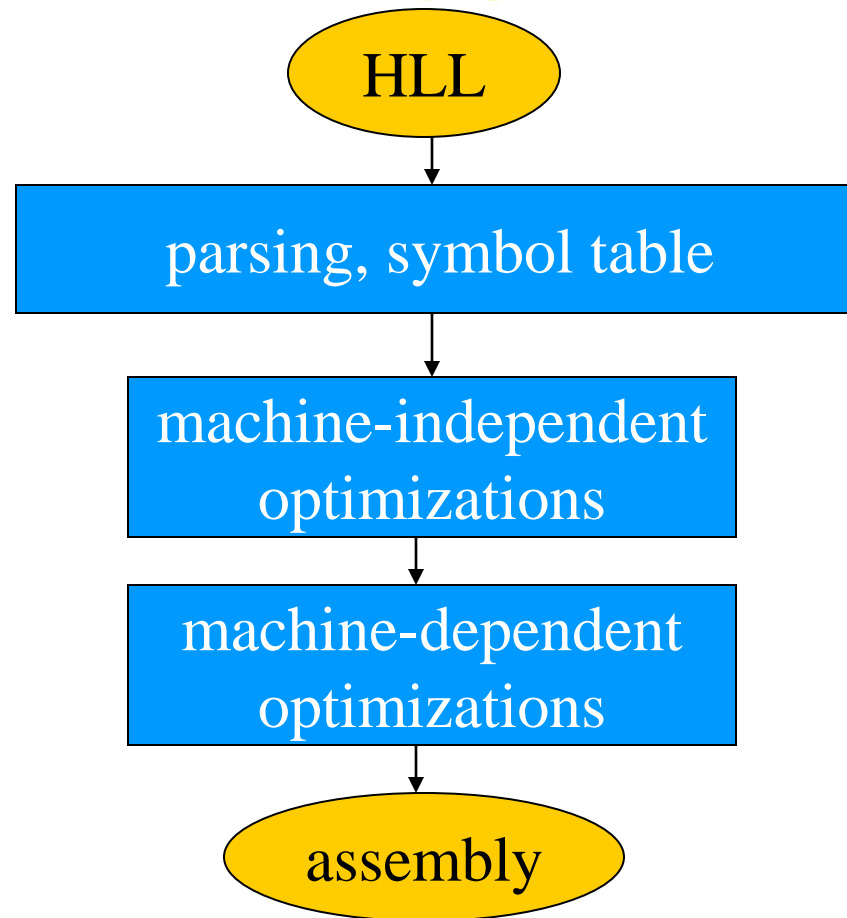 HLL
parsing, symbol table
machine-independent
optimizations
machine-dependent
optimizations
assembly